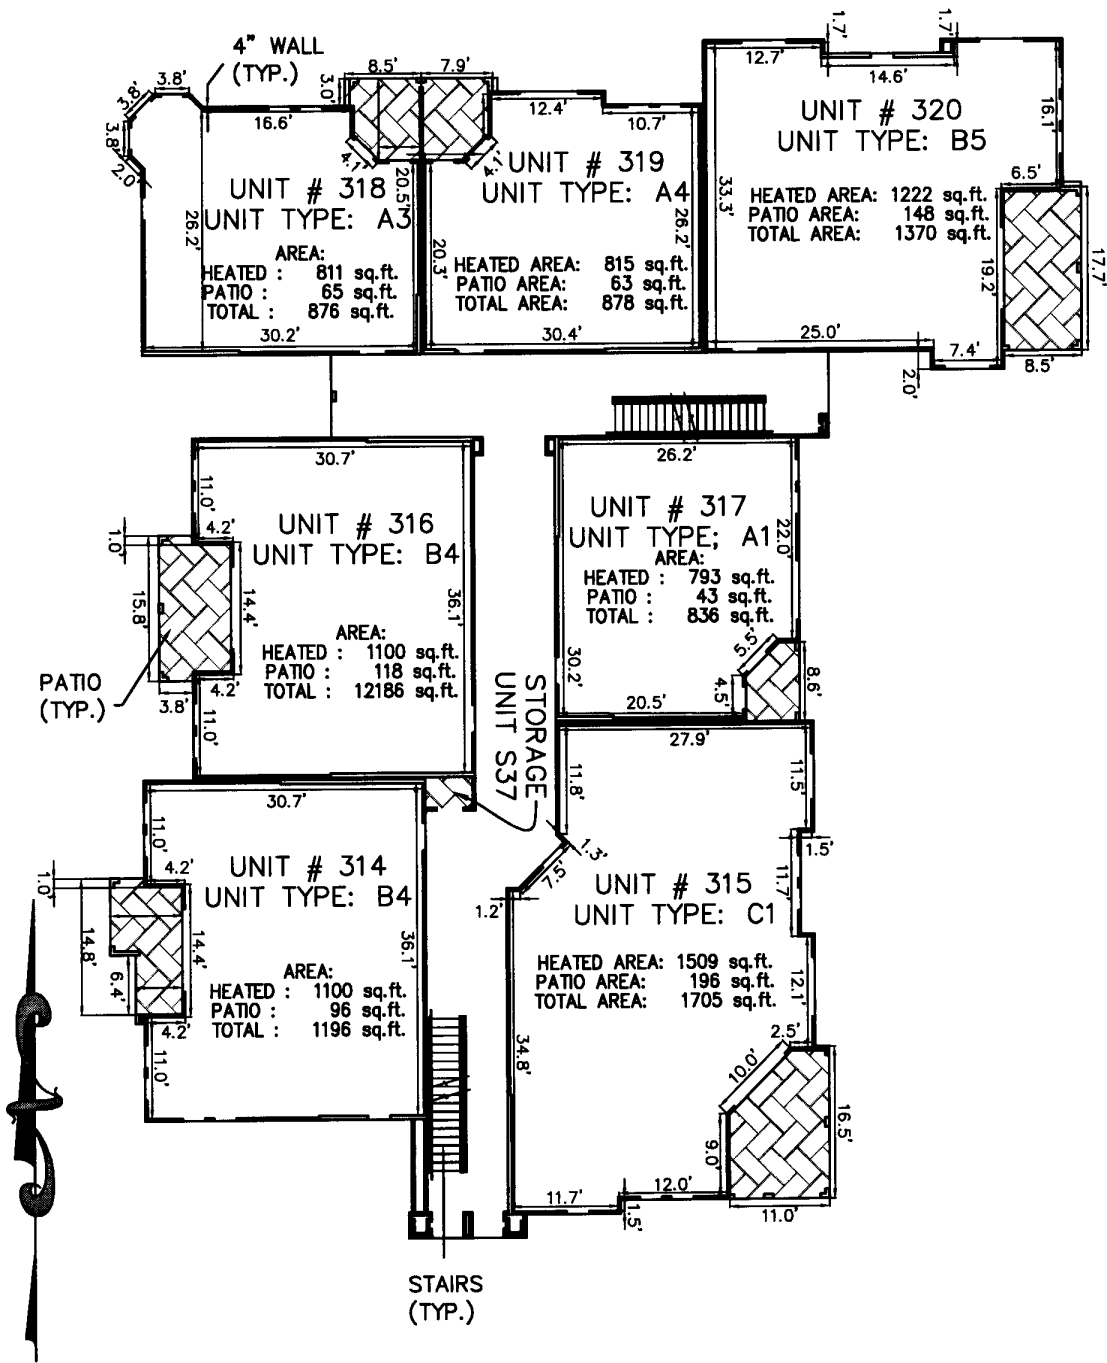 4" WALL
(TYP.)
8.5'
7.9'
3.0'
3.8'
3.8'
3.8'
2.0'
16.6'
4.1'
4.1'
12.4'
10.7'
1.7'
1.7'
12.7'
14.6'
16.1'
UNIT # 318
UNIT TYPE: A3
AREA:
HEATED : 811 sq.ft.
PATIO : 65 sq.ft.
TOTAL : 876 sq.ft.
26.2'
20.5'
30.2'
UNIT # 319
UNIT TYPE: A4
HEATED AREA: 815 sq.ft.
PATIO AREA: 63 sq.ft.
TOTAL AREA: 878 sq.ft.
20.3'
26.2'
30.4'
UNIT # 320
UNIT TYPE: B5
HEATED AREA: 1222 sq.ft.
PATIO AREA: 148 sq.ft.
TOTAL AREA: 1370 sq.ft.
33.3'
6.5'
19.2'
17.7'
25.0'
7.4'
2.0'
8.5'
30.7'
11.0'
4.2'
1.0'
UNIT # 316
UNIT TYPE: B4
AREA:
HEATED : 1100 sq.ft.
PATIO : 118 sq.ft.
TOTAL : 12186 sq.ft.
15.8'
14.4'
36.1'
4.2'
3.8'
11.0'
PATIO
(TYP.)
26.2'
UNIT # 317
UNIT TYPE; A1
AREA:
HEATED : 793 sq.ft.
PATIO : 43 sq.ft.
TOTAL : 836 sq.ft.
22.0'
30.2'
5.5'
4.5'
8.6'
20.5'
STORAGE
UNIT S37
30.7'
11.0'
4.2'
1.0'
UNIT # 314
UNIT TYPE: B4
AREA:
HEATED : 1100 sq.ft.
PATIO : 96 sq.ft.
TOTAL : 1196 sq.ft.
14.8'
6.4'
14.4'
36.1'
4.2'
11.0'
27.9'
11.8'
11.5'
1.3'
7.5'
1.2'
1.5'
11.7'
UNIT # 315
UNIT TYPE: C1
HEATED AREA: 1509 sq.ft.
PATIO AREA: 196 sq.ft.
TOTAL AREA: 1705 sq.ft.
12.1'
34.8'
2.5'
10.0'
9.0'
16.5'
11.7'
12.0'
1.5'
11.0'
STAIRS
(TYP.)